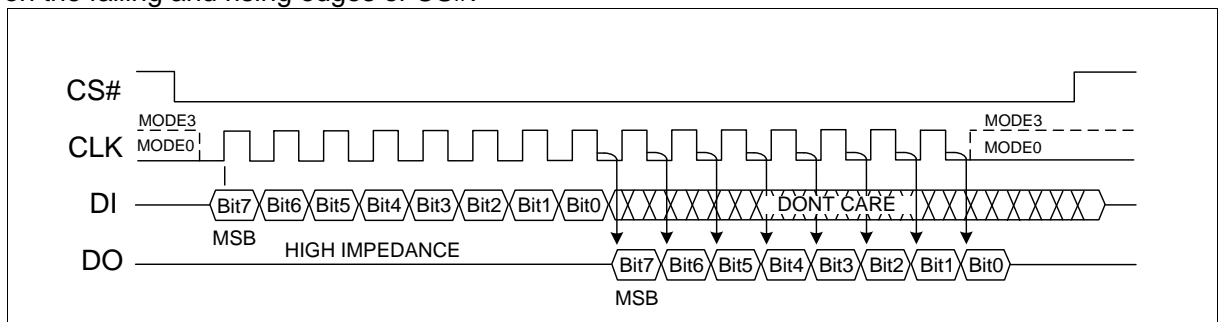 CS#
MODE3 MODE3
CLK MODE0 MODE0
DI Bit7 Bit6 Bit5 Bit4 Bit3 Bit2 Bit1 Bit0 DONT CARE
MSB
DO HIGH IMPEDANCE Bit7 Bit6 Bit5 Bit4 Bit3 Bit2 Bit1 Bit0
MSB